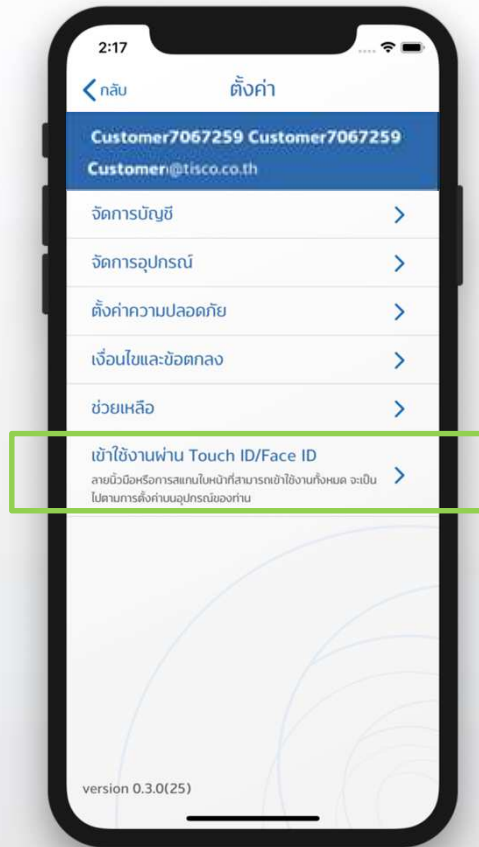 2:17
กลับ
ตั้งค่า
Customer7067259 Customer7067259
Customer @tisco.co.th
จัดการบัญชี
จัดการอุปกรณ์
ตั้งค่าความปลอดภัย
เงื่อนไขและข้อตกลง
ช่วยเหลือ
เข้าใช้งานผ่าน Touch ID/Face ID
ลายนิ้วมือหรือการสแกนใบหน้าที่สามารถเข้าใช้งานทั้งหมด จะเป็น
ไปตามการตั้งค่าบนอุปกรณ์ของท่าน
version 0.3.0(25)